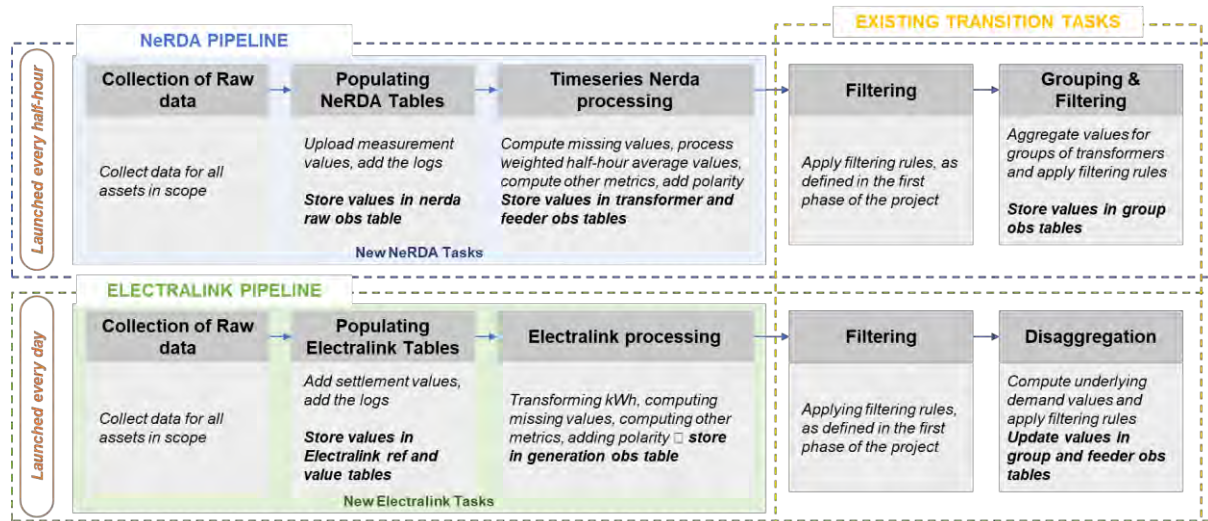 EXISTING TRANSITION TASKS
NeRDA PIPELINE
Launched every half-hour
Collection of Raw
data
Collect data for all
assets in scope
Populating
NeRDA Tables
Upload measurement
values, add the logs
Store values in nerda
raw obs table
Timeseries Nerda
processing
Compute missing values, process
weighted half-hour average values,
compute other metrics, add polarity
Store values in transformer and
feeder obs tables
New NeRDA Tasks
Filtering
Apply filtering rules, as
defined in the first
phase of the project
Grouping &
Filtering
Aggregate values for
groups of transformers
and apply filtering rules
Store values in group
obs tables
ELECTRALINK PIPELINE
Launched every day
Collection of Raw
data
Collect data for all
assets in scope
Populating
Electralink Tables
Add settlement values,
add the logs
Store values in
Electralink ref and
value tables
Electralink processing
Transforming kWh, computing
missing values, computing other
metrics, adding polarity □ store
in generation obs table
New Electralink Tasks
Filtering
Applying filtering rules,
as defined in the first
phase of the project
Disaggregation
Compute underlying
demand values and
apply filtering rules
Update values in
group and feeder obs
tables